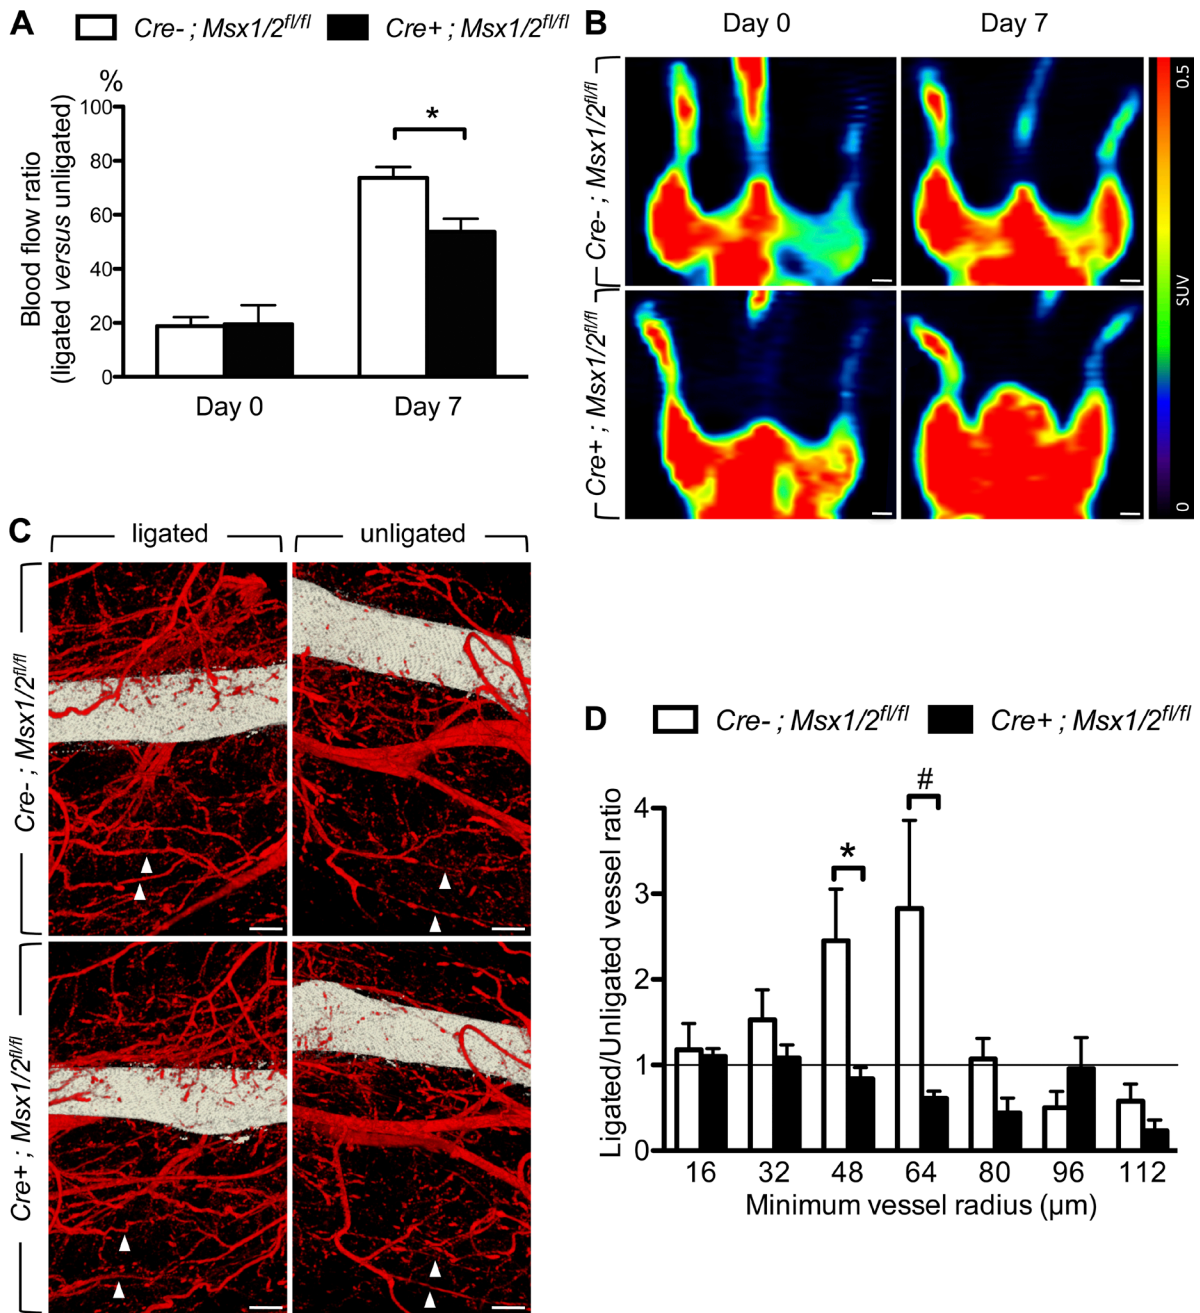 A
Cre- ; Msx1/2fl/fl
Cre+ ; Msx1/2fl/fl
%
Blood flow ratio
(ligated versus unligated)
100
80
60
40
20
0
*
Day 0
Day 7
B
Day 0
Day 7
Cre- ; Msx1/2fl/fl
Cre+ ; Msx1/2fl/fl
0.5
SUV
0
C
ligated
unligated
Cre- ; Msx1/2fl/fl
Cre+ ; Msx1/2fl/fl
D
Cre- ; Msx1/2fl/fl
Cre+ ; Msx1/2fl/fl
Ligated/Unligated vessel ratio
4
3
2
1
0
*
#
16 32 48 64 80 96 112
Minimum vessel radius (μm)